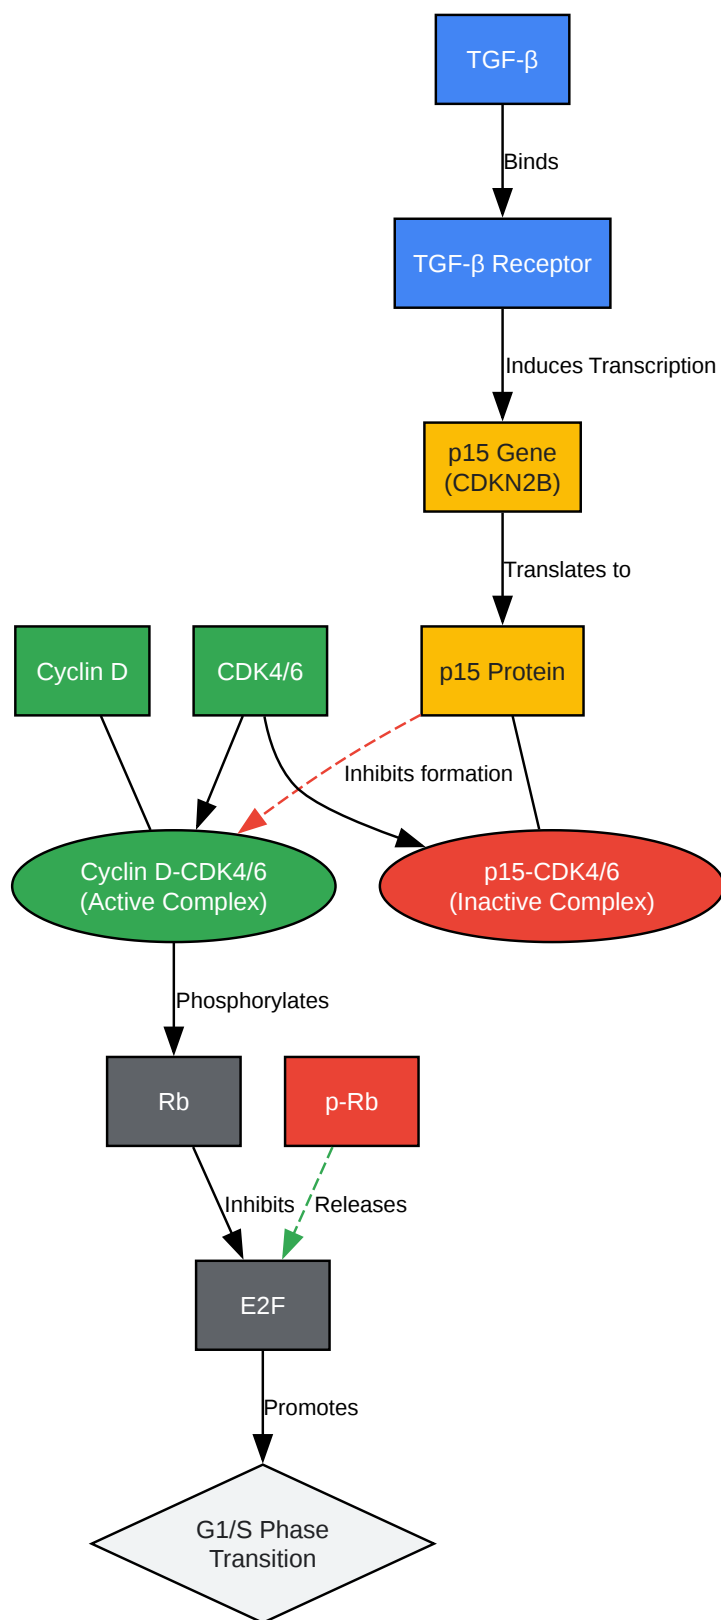 TGF-β
Binds
TGF-β Receptor
Induces Transcription
p15 Gene
(CDKN2B)
Translates to
Cyclin D
CDK4/6
p15 Protein
Inhibits formation
Cyclin D-CDK4/6
(Active Complex)
p15-CDK4/6
(Inactive Complex)
Phosphorylates
Rb
p-Rb
Inhibits
Releases
E2F
Promotes
G1/S Phase
Transition